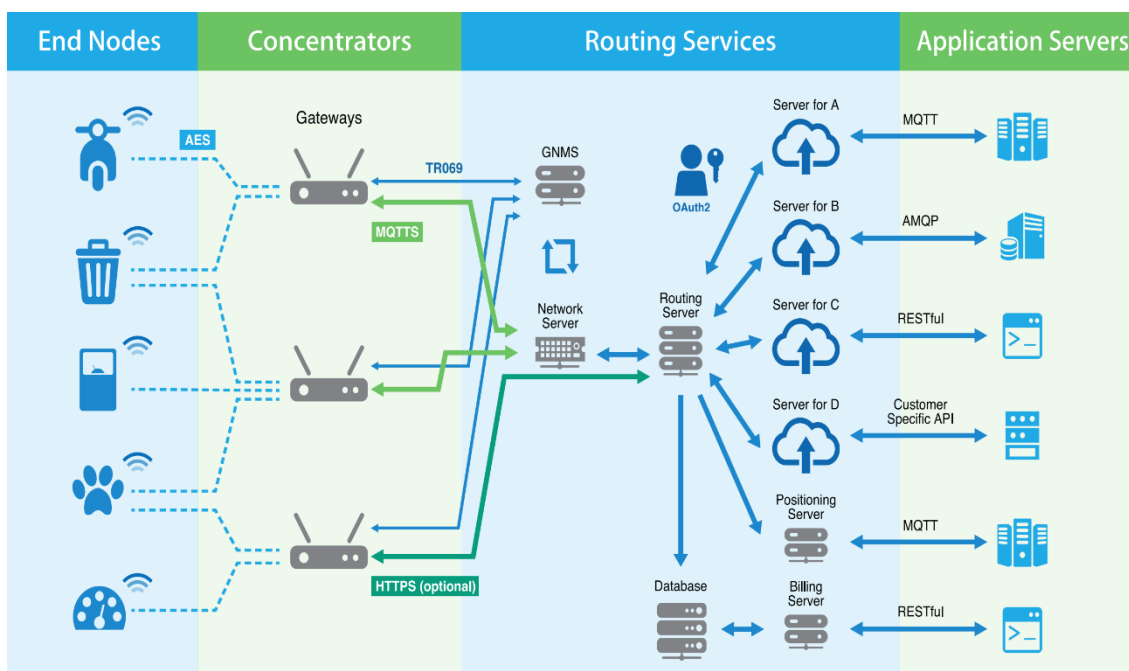 End Nodes
Concentrators
Routing Services
Application Servers
AES
Gateways
TR069
MQTTS
HTTPS (optional)
GNMS
Network
Server
OAuth2
Routing
Server
Database
Server for A
Server for B
Server for C
Server for D
Positioning
Server
Billing
Server
MQTT
AMQP
RESTful
Customer
Specific API
MQTT
RESTful